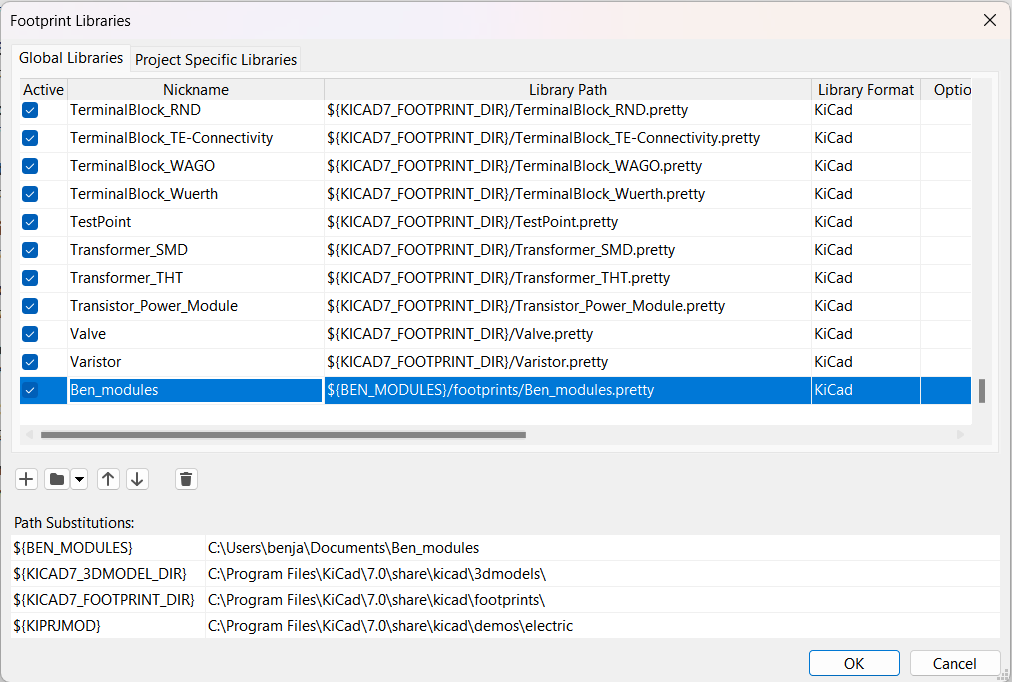 Footprint Libraries
Global Libraries Project Specific Libraries
Active Nickname Library Path Library Format Optio
TerminalBlock_RND ${KICAD7_FOOTPRINT_DIR}/TerminalBlock_RND.pretty KiCad
TerminalBlock_TE-Connectivity ${KICAD7_FOOTPRINT_DIR}/TerminalBlock_TE-Connectivity.pretty KiCad
TerminalBlock_WAGO ${KICAD7_FOOTPRINT_DIR}/TerminalBlock_WAGO.pretty KiCad
TerminalBlock_Wuerth ${KICAD7_FOOTPRINT_DIR}/TerminalBlock_Wuerth.pretty KiCad
TestPoint ${KICAD7_FOOTPRINT_DIR}/TestPoint.pretty KiCad
Transformer_SMD ${KICAD7_FOOTPRINT_DIR}/Transformer_SMD.pretty KiCad
Transformer_THT ${KICAD7_FOOTPRINT_DIR}/Transformer_THT.pretty KiCad
Transistor_Power_Module ${KICAD7_FOOTPRINT_DIR}/Transistor_Power_Module.pretty KiCad
Valve ${KICAD7_FOOTPRINT_DIR}/Valve.pretty KiCad
Varistor ${KICAD7_FOOTPRINT_DIR}/Varistor.pretty KiCad
Ben_modules ${BEN_MODULES}/footprints/Ben_modules.pretty KiCad
Path Substitutions:
${BEN_MODULES} C:\Users\benja\Documents\Ben_modules
${KICAD7_3DMODEL_DIR} C:\Program Files\KiCad\7.0\share\kicad\3dmodels\
${KICAD7_FOOTPRINT_DIR} C:\Program Files\KiCad\7.0\share\kicad\footprints\
${KIPRJMOD} C:\Program Files\KiCad\7.0\share\kicad\demos\electric
OK Cancel